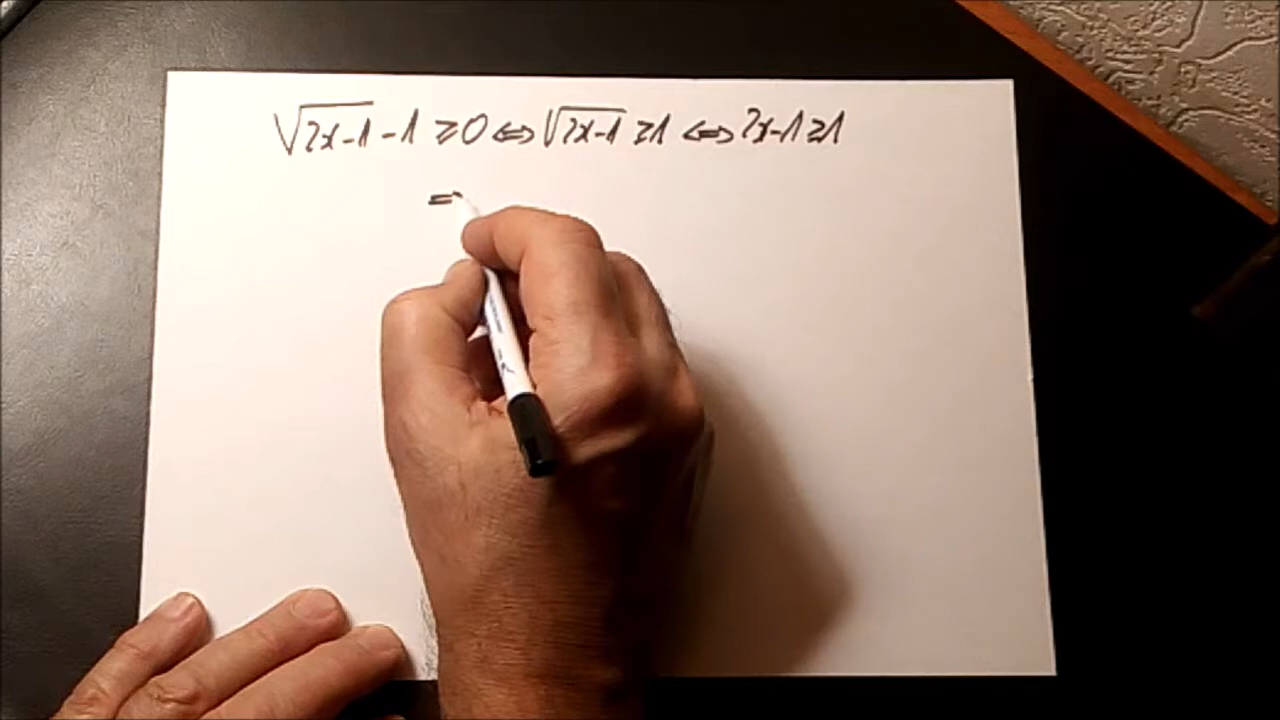 √2x-1 - 1 ⩾ 0 ⇔ √2x-1 ⩾ 1 ⇔ 2x-1 ⩾ 1
=